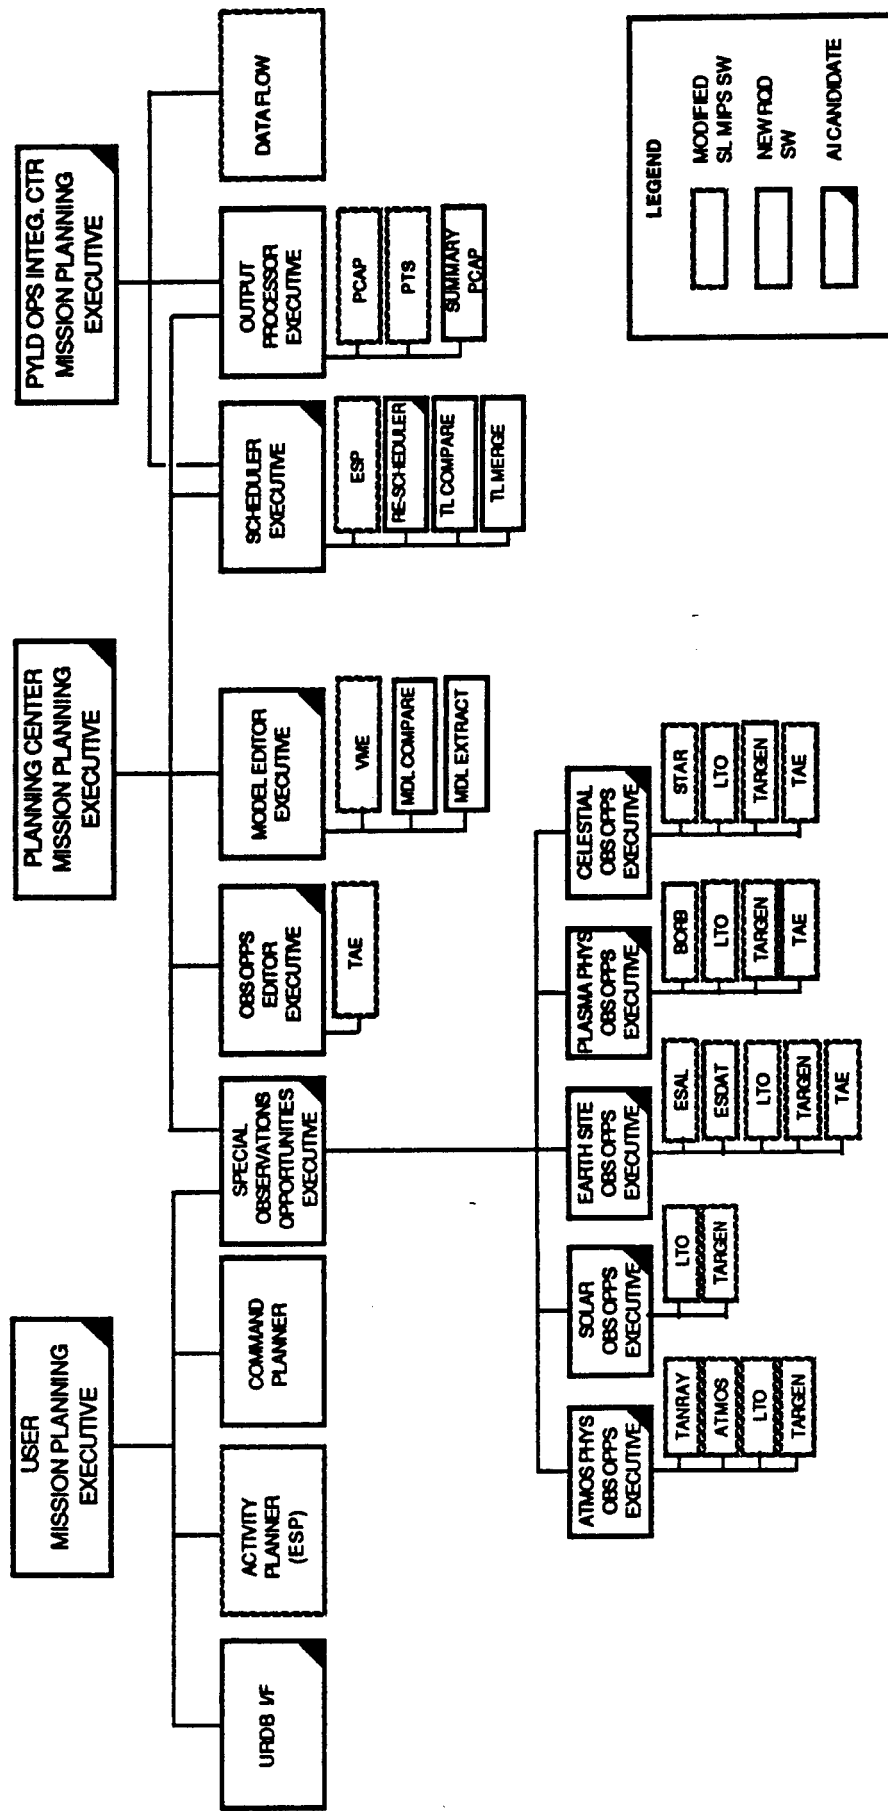 USER
MISSION PLANNING
EXECUTIVE
PLANNING CENTER
MISSION PLANNING
EXECUTIVE
PYLD OPS INTEG. CTR
MISSION PLANNING
EXECUTIVE
URDB I/F
ACTIVITY
PLANNER
(ESP)
COMMAND
PLANNER
SPECIAL
OBSERVATIONS
OPPORTUNITIES
EXECUTIVE
OBS OPPS
EDITOR
EXECUTIVE
TAE
MODEL EDITOR
EXECUTIVE
VME
MDL COMPARE
MDL EXTRACT
SCHEDULER
EXECUTIVE
ESP
RE-SCHEDULER
TL COMPARE
TL MERGE
OUTPUT
PROCESSOR
EXECUTIVE
PCAP
PTS
SUMMARY
PCAP
DATA FLOW
ATMOS PHYS
OBS OPPS
EXECUTIVE
TANRAY
ATMOS
LTO
TARGEN
SOLAR
OBS OPPS
EXECUTIVE
LTO
TARGEN
EARTH SITE
OBS OPPS
EXECUTIVE
ESAL
ESDAT
LTO
TARGEN
TAE
PLASMA PHYS
OBS OPPS
EXECUTIVE
BORB
LTO
TARGEN
TAE
CELESTIAL
OBS OPPS
EXECUTIVE
STAR
LTO
TARGEN
TAE
LEGEND
MODIFIED
SL MIPS SW
NEW RQD
SW
AI CANDIDATE